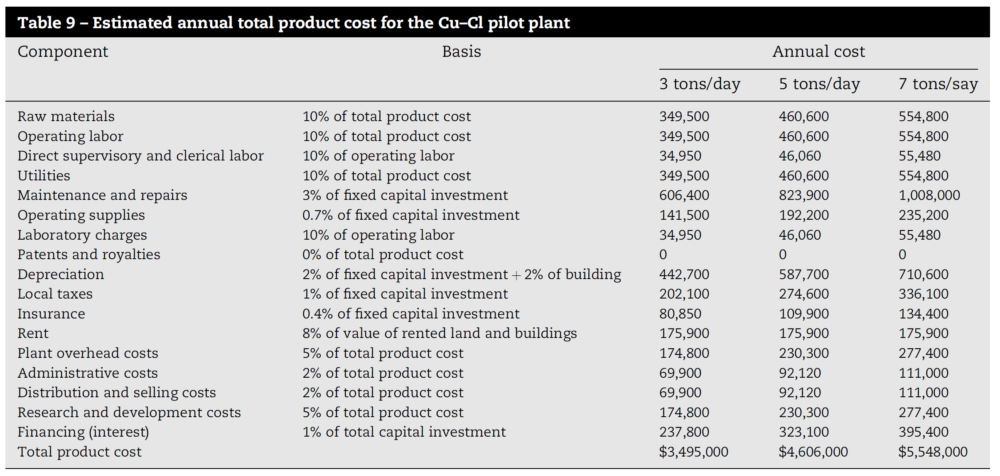 Table 9 – Estimated annual total product cost for the Cu–Cl pilot plant
Component Basis Annual cost
3 tons/day 5 tons/day 7 tons/say
Raw materials 10% of total product cost 349,500 460,600 554,800
Operating labor 10% of total product cost 349,500 460,600 554,800
Direct supervisory and clerical labor 10% of operating labor 34,950 46,060 55,480
Utilities 10% of total product cost 349,500 460,600 554,800
Maintenance and repairs 3% of fixed capital investment 606,400 823,900 1,008,000
Operating supplies 0.7% of fixed capital investment 141,500 192,200 235,200
Laboratory charges 10% of operating labor 34,950 46,060 55,480
Patents and royalties 0% of total product cost 0 0 0
Depreciation 2% of fixed capital investment + 2% of building 442,700 587,700 710,600
Local taxes 1% of fixed capital investment 202,100 274,600 336,100
Insurance 0.4% of fixed capital investment 80,850 109,900 134,400
Rent 8% of value of rented land and buildings 175,900 175,900 175,900
Plant overhead costs 5% of total product cost 174,800 230,300 277,400
Administrative costs 2% of total product cost 69,900 92,120 111,000
Distribution and selling costs 2% of total product cost 69,900 92,120 111,000
Research and development costs 5% of total product cost 174,800 230,300 277,400
Financing (interest) 1% of total capital investment 237,800 323,100 395,400
Total product cost $3,495,000 $4,606,000 $5,548,000